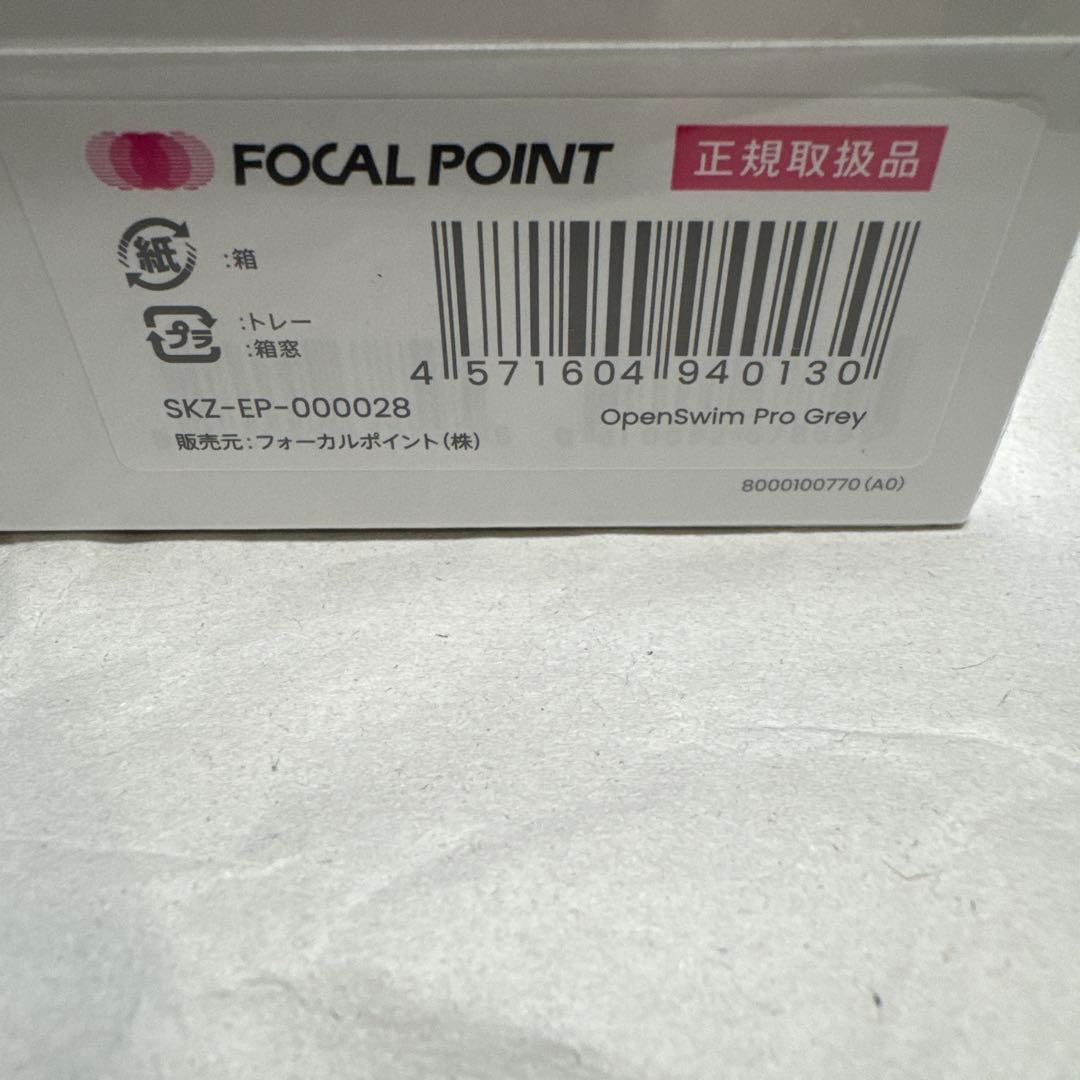 FOCAL POINT
正規取扱品
紙 :箱
プラ :トレー
:箱窓
4 571604 940130
SKZ-EP-000028
OpenSwim Pro Grey
販売元:フォーカルポイント(株)
8000100770(A0)